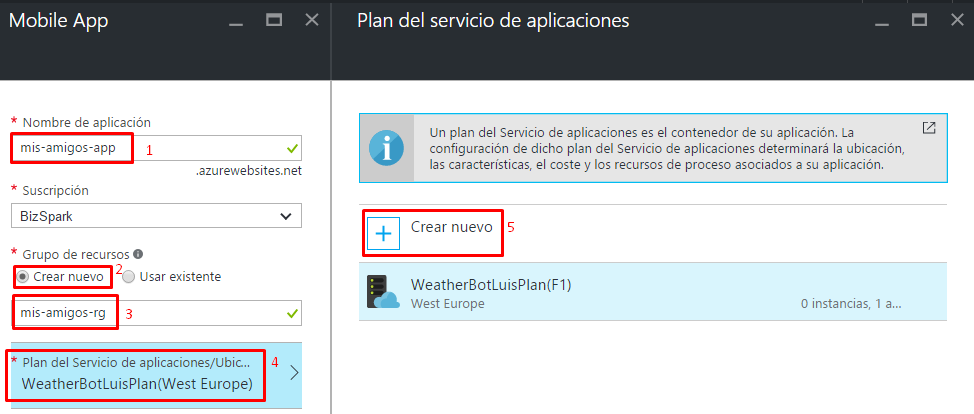 Mobile App
* Nombre de aplicación
mis-amigos-app 1
.azurewebsites.net
* Suscripción
BizSpark
* Grupo de recursos
Crear nuevo 2 Usar existente
mis-amigos-rg 3
* Plan del Servicio de aplicaciones/Ubic... 4
WeatherBotLuisPlan(West Europe)
Plan del servicio de aplicaciones
Un plan del Servicio de aplicaciones es el contenedor de su aplicación. La
configuración de dicho plan del Servicio de aplicaciones determinará la ubicación,
las características, el coste y los recursos de proceso asociados a su aplicación.
Crear nuevo 5
WeatherBotLuisPlan(F1)
West Europe 0 instancias, 1 a...